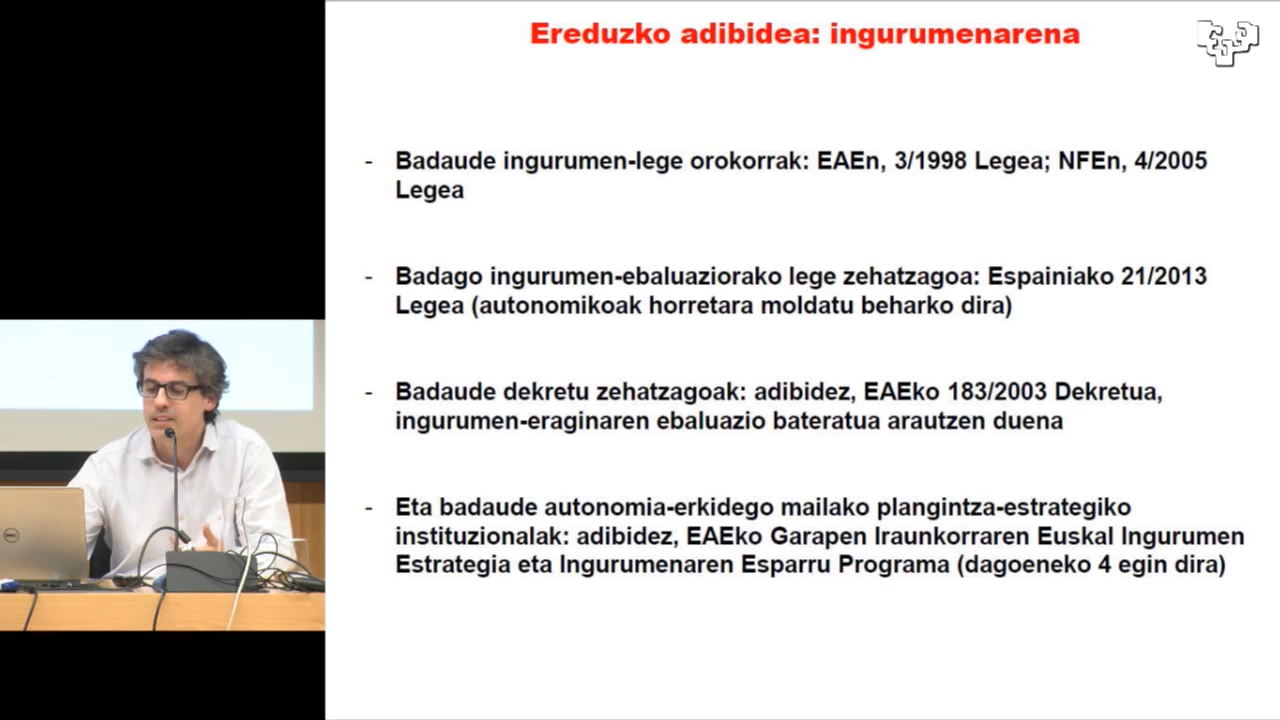 Ereduzko adibidea: ingurumenarena
- Badaude ingurumen-lege orokorrak: EAEn, 3/1998 Legea; NFEn, 4/2005
Legea
- Badago ingurumen-ebaluaziorako lege zehatzagoa: Espainiako 21/2013
Legea (autonomikoak horretara moldatu beharko dira)
- Badaude dekretu zehatzagoak: adibidez, EAEko 183/2003 Dekretua,
ingurumen-eraginaren ebaluazio bateratua arautzen duena
- Eta badaude autonomia-erkidego mailako plangintza-estrategiko
instituzionalak: adibidez, EAEko Garapen Iraunkorraren Euskal Ingurumen
Estrategia eta Ingurumenaren Esparru Programa (dagoeneko 4 egin dira)
DELL